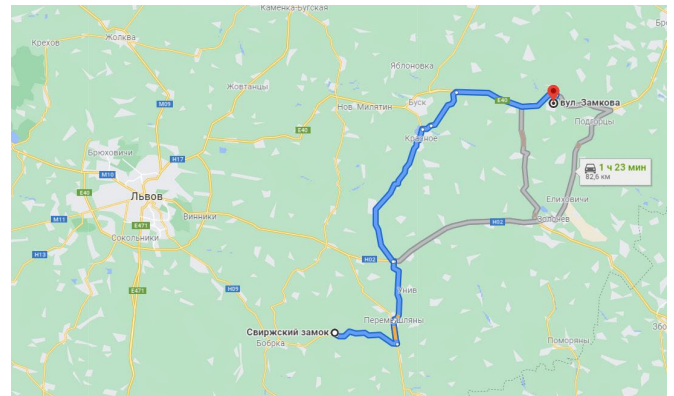 Каменка-Бугская
Жолква
Крехов
Яблоновка
Жовтанцы
M09
Нов. Милятин
Буск
E40
вул. Замкова
Подгорцы
E40
Красное
Брюховичи
H17
M10
1 ч 23 мин
82,6 км
E40
Львов
Елиховичи
M11
Винники
H02
Золочев
E471
Сокольники
H13
H02
E471
H09
Унив
Перемышляны
Свиржский замок
Бобрка
Поморяны